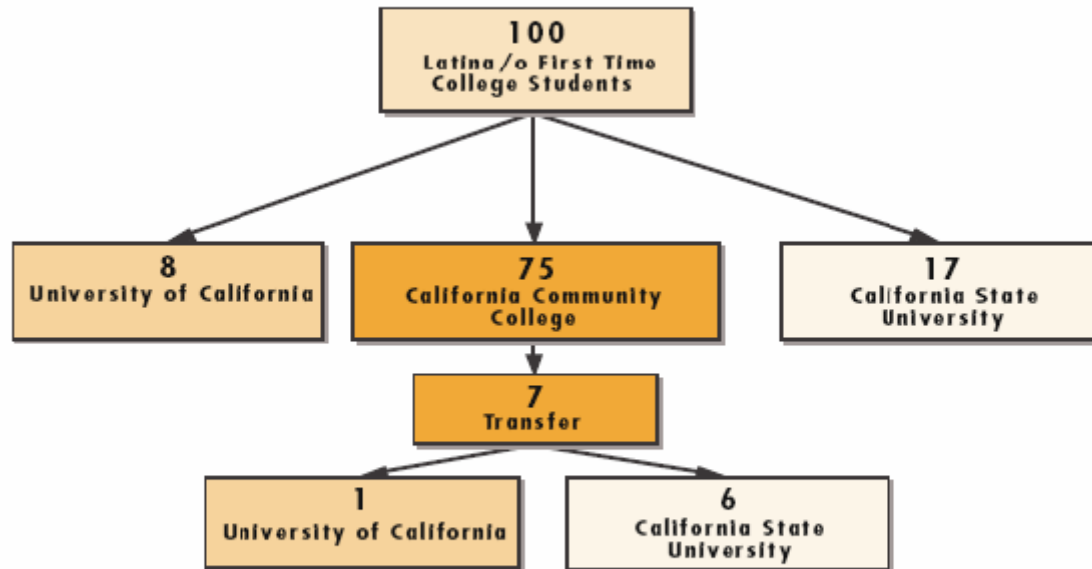 100
Latina/o First Time
College Students
8
University of California
75
California Community
College
17
California State
University
7
Transfer
1
University of California
6
California State
University